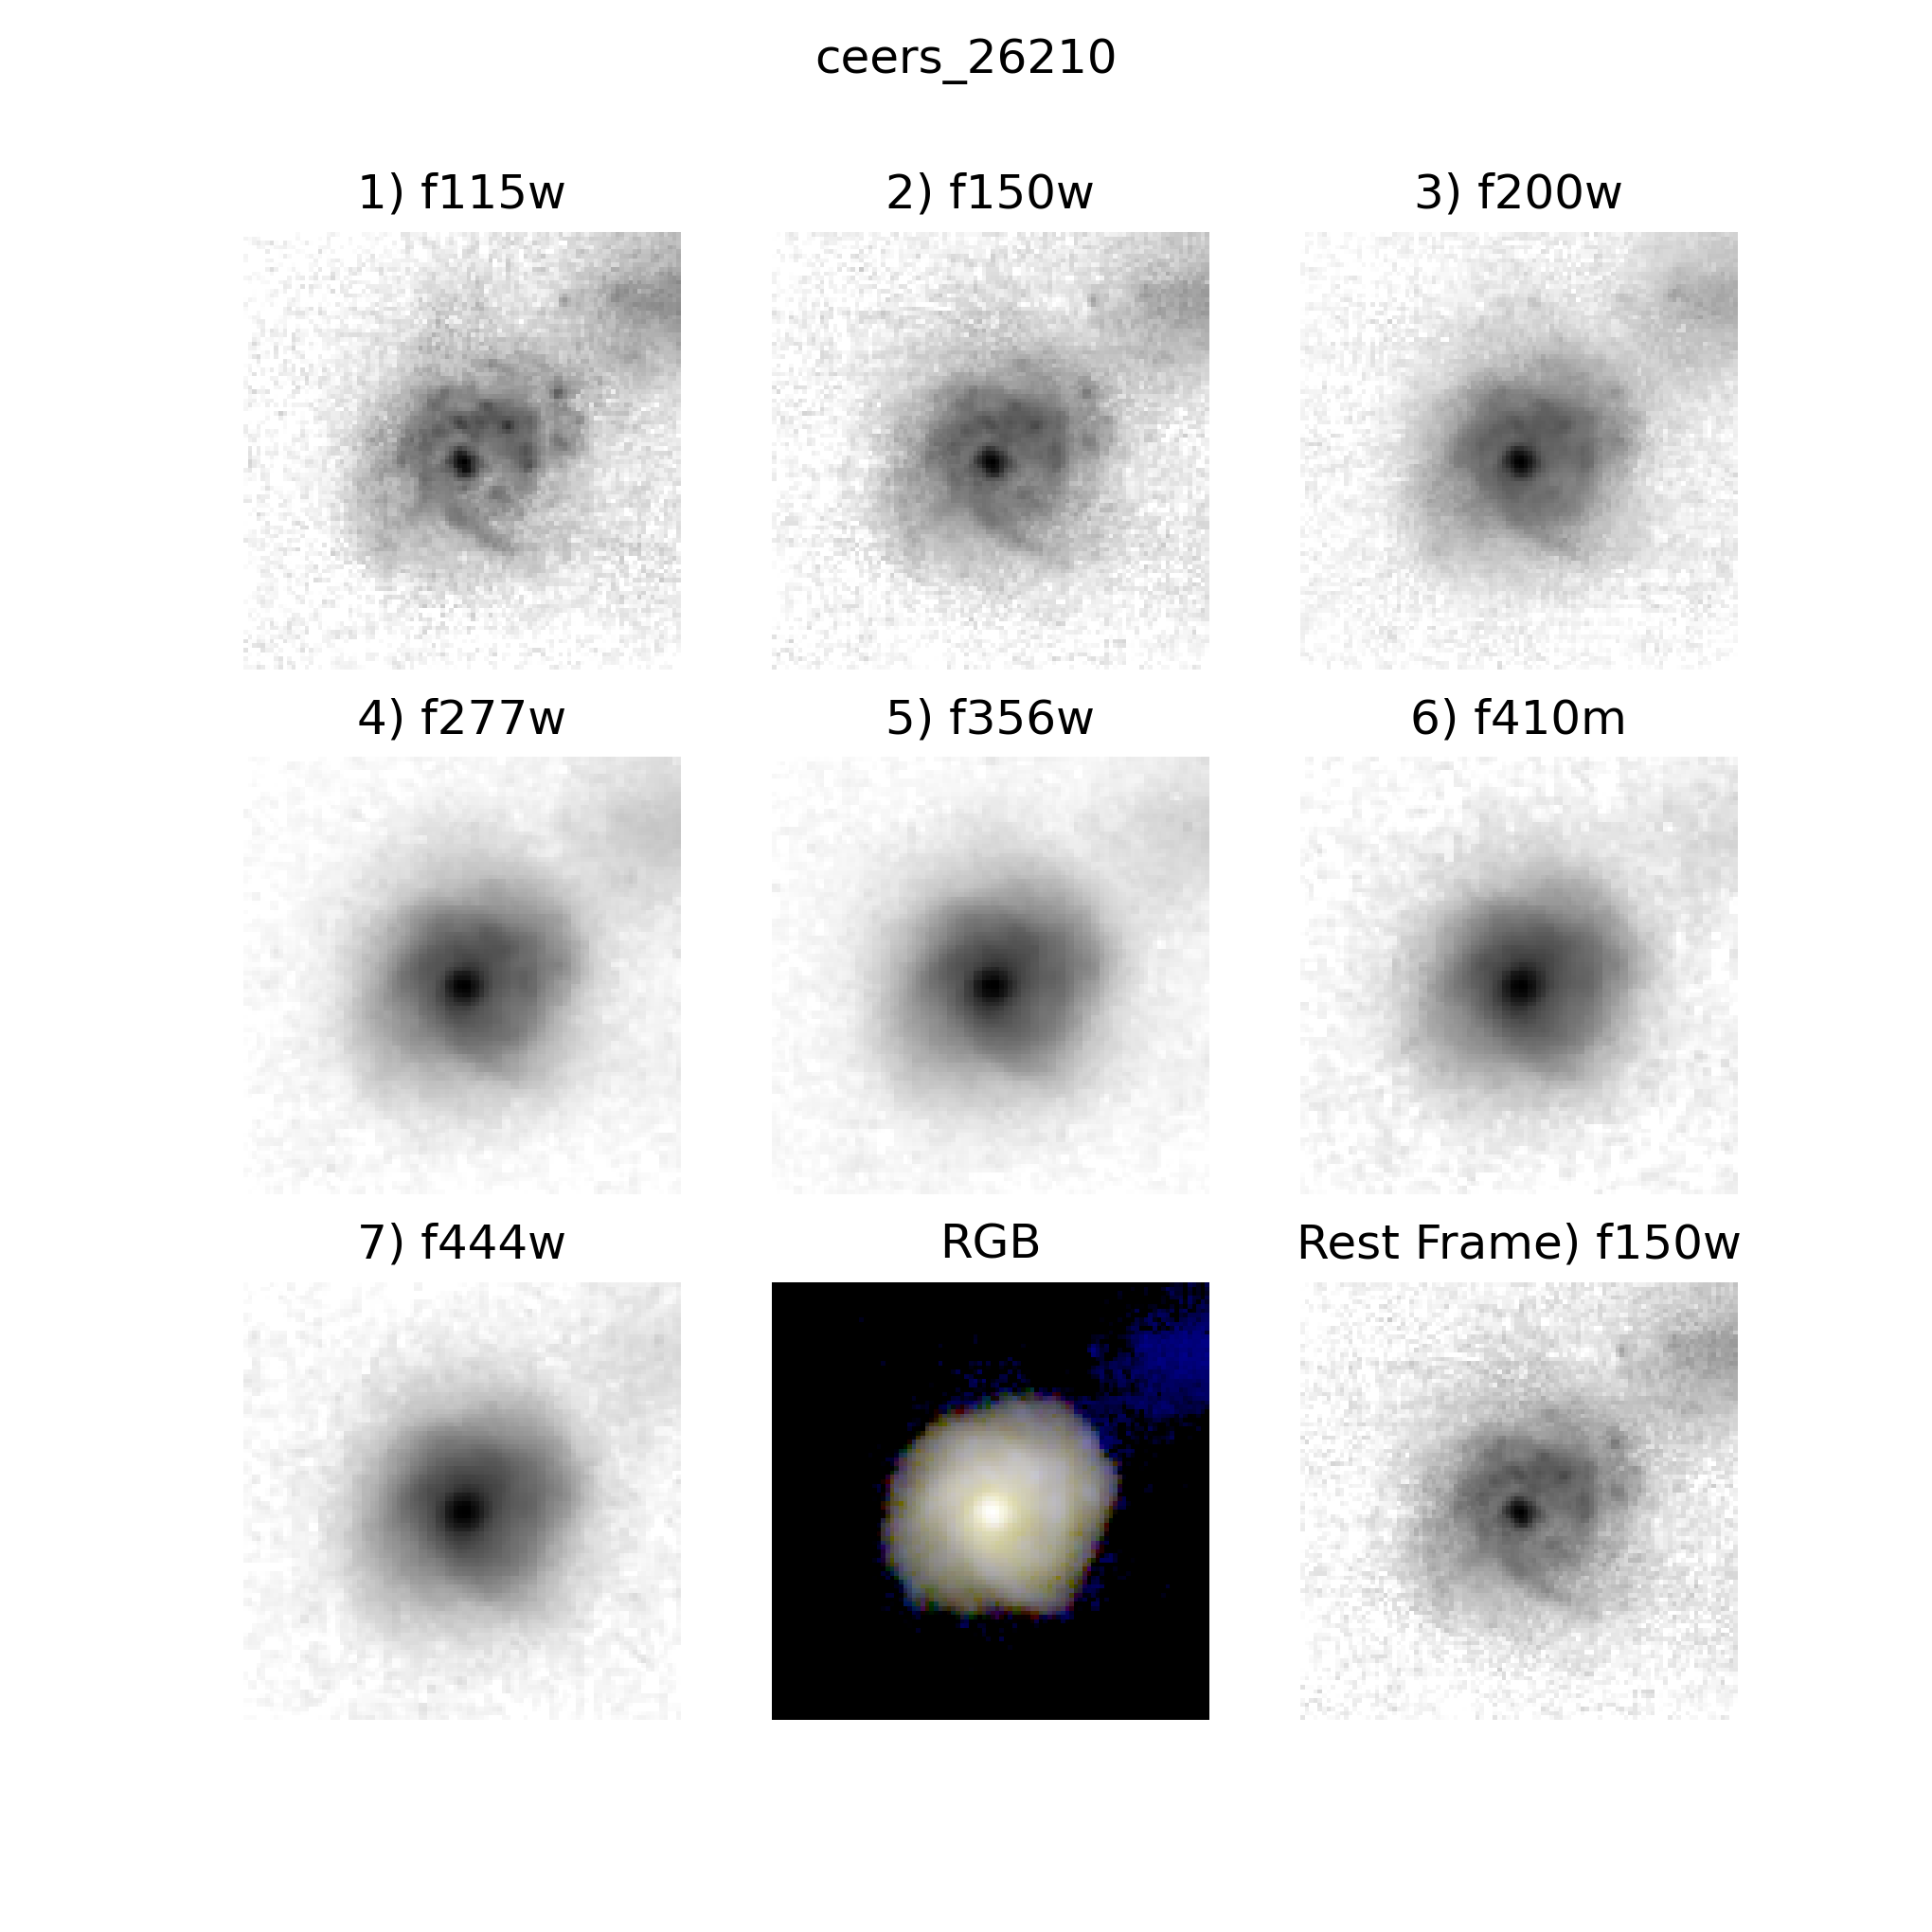 ceers_26210
1) f115w
2) f150w
3) f200w
4) f277w
5) f356w
6) f410m
7) f444w
RGB
Rest Frame) f150w